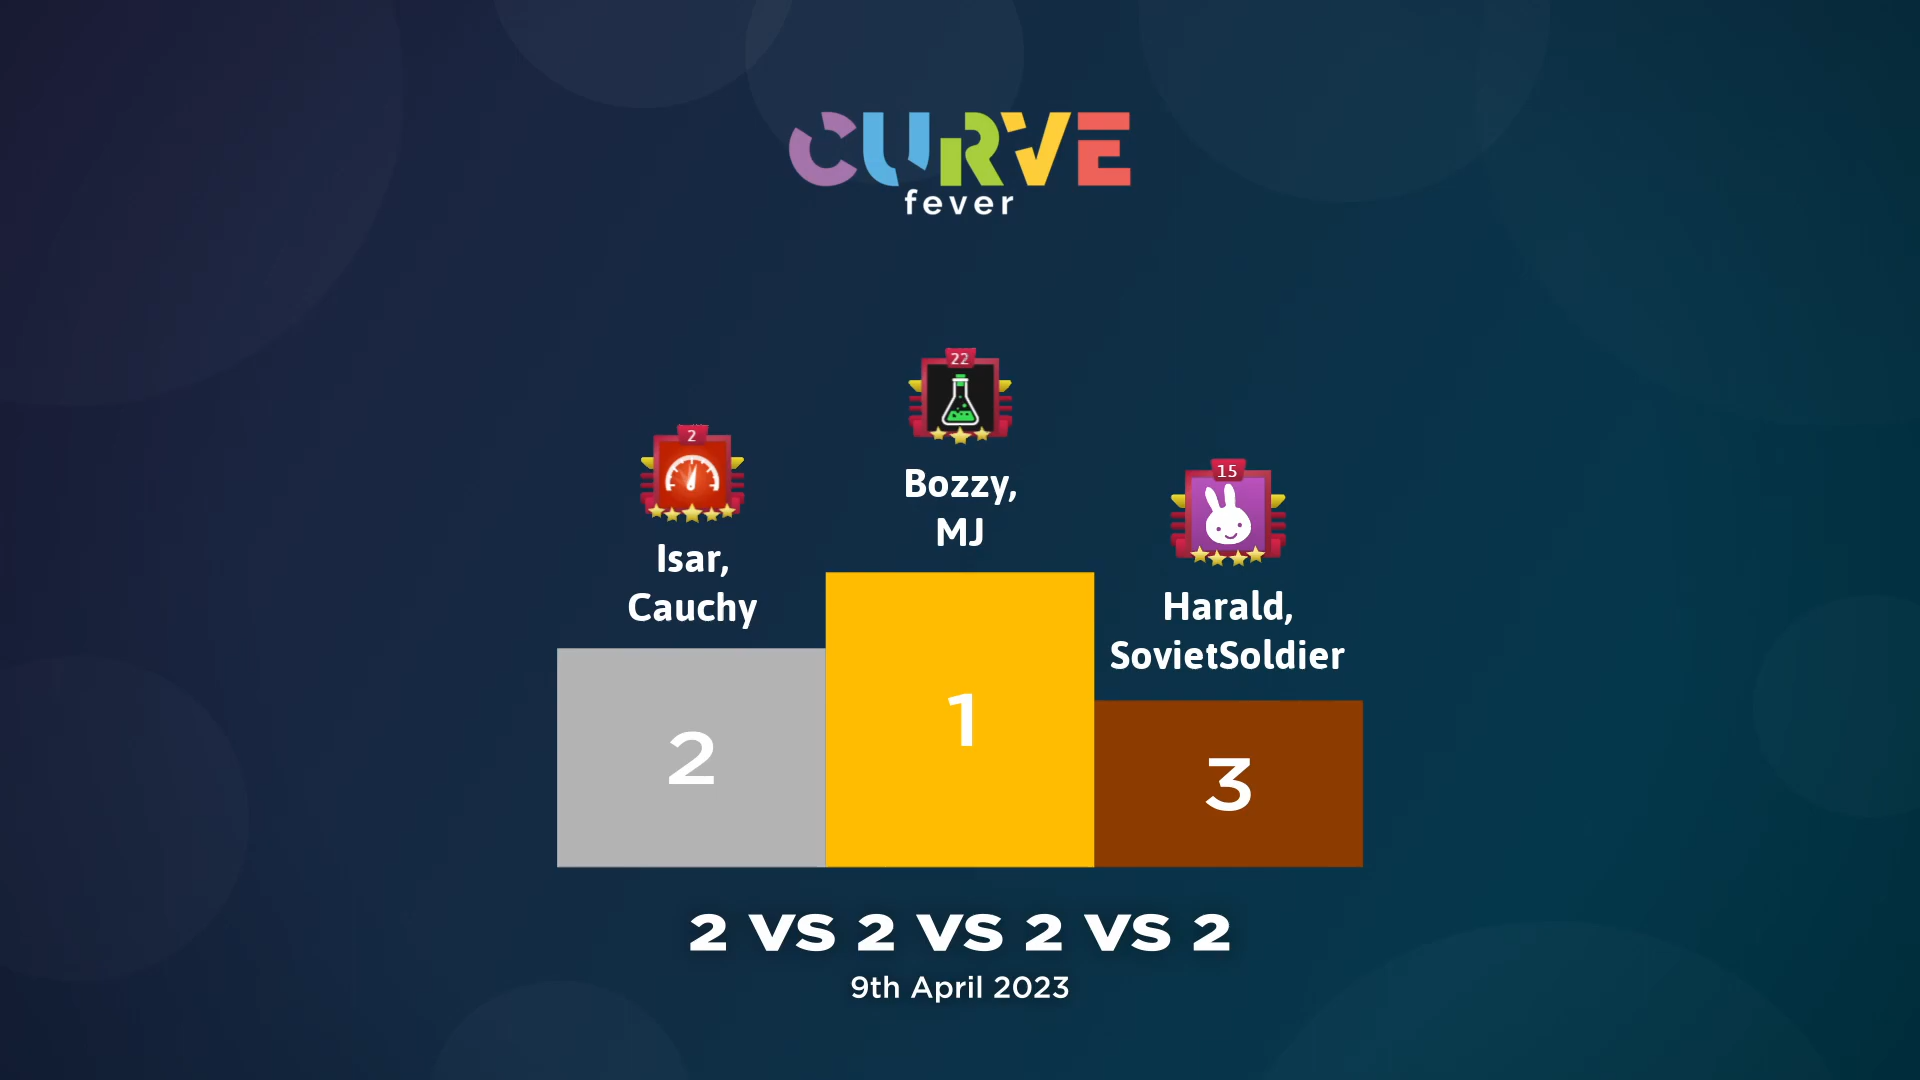 CURVE
fever
22
Bozzy,
MJ
2
Isar,
Cauchy
15
Harald,
SovietSoldier
1
2
3
2 VS 2 VS 2 VS 2
9th April 2023